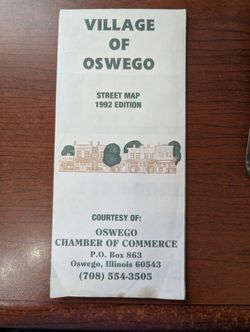 VILLAGE
OF
OSWEGO
STREET MAP
1992 EDITION
COURTESY OF:
OSWEGO
CHAMBER OF COMMERCE
P.O. Box 863
Oswego, Illinois 60543
(708) 554-3505